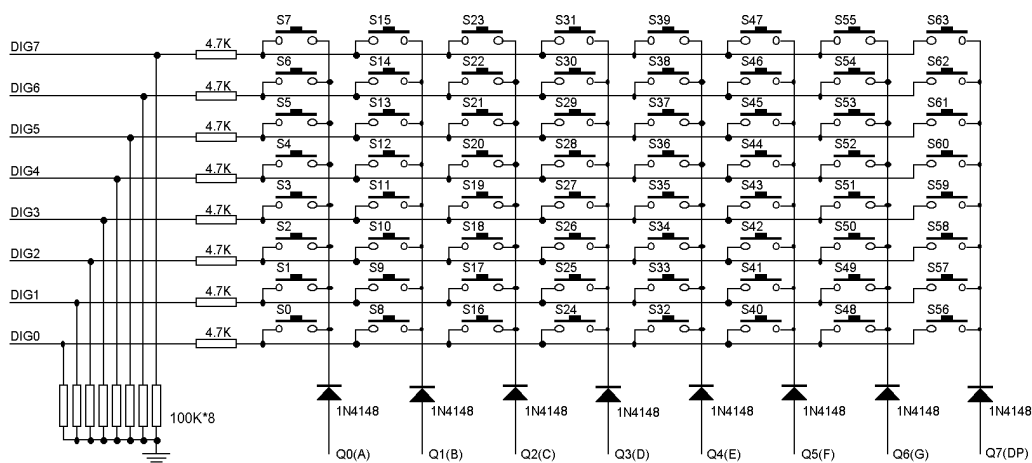 S7 S15 S23 S31 S39 S47 S55 S63
DIG7 4.7K
S6 S14 S22 S30 S38 S46 S54 S62
DIG6 4.7K
S5 S13 S21 S29 S37 S45 S53 S61
DIG5 4.7K
S4 S12 S20 S28 S36 S44 S52 S60
DIG4 4.7K
S3 S11 S19 S27 S35 S43 S51 S59
DIG3 4.7K
S2 S10 S18 S26 S34 S42 S50 S58
DIG2 4.7K
S1 S9 S17 S25 S33 S41 S49 S57
DIG1 4.7K
S0 S8 S16 S24 S32 S40 S48 S56
DIG0 4.7K
100K*8 1N4148 1N4148 1N4148 1N4148 1N4148 1N4148 1N4148 1N4148
Q0(A) Q1(B) Q2(C) Q3(D) Q4(E) Q5(F) Q6(G) Q7(DP)